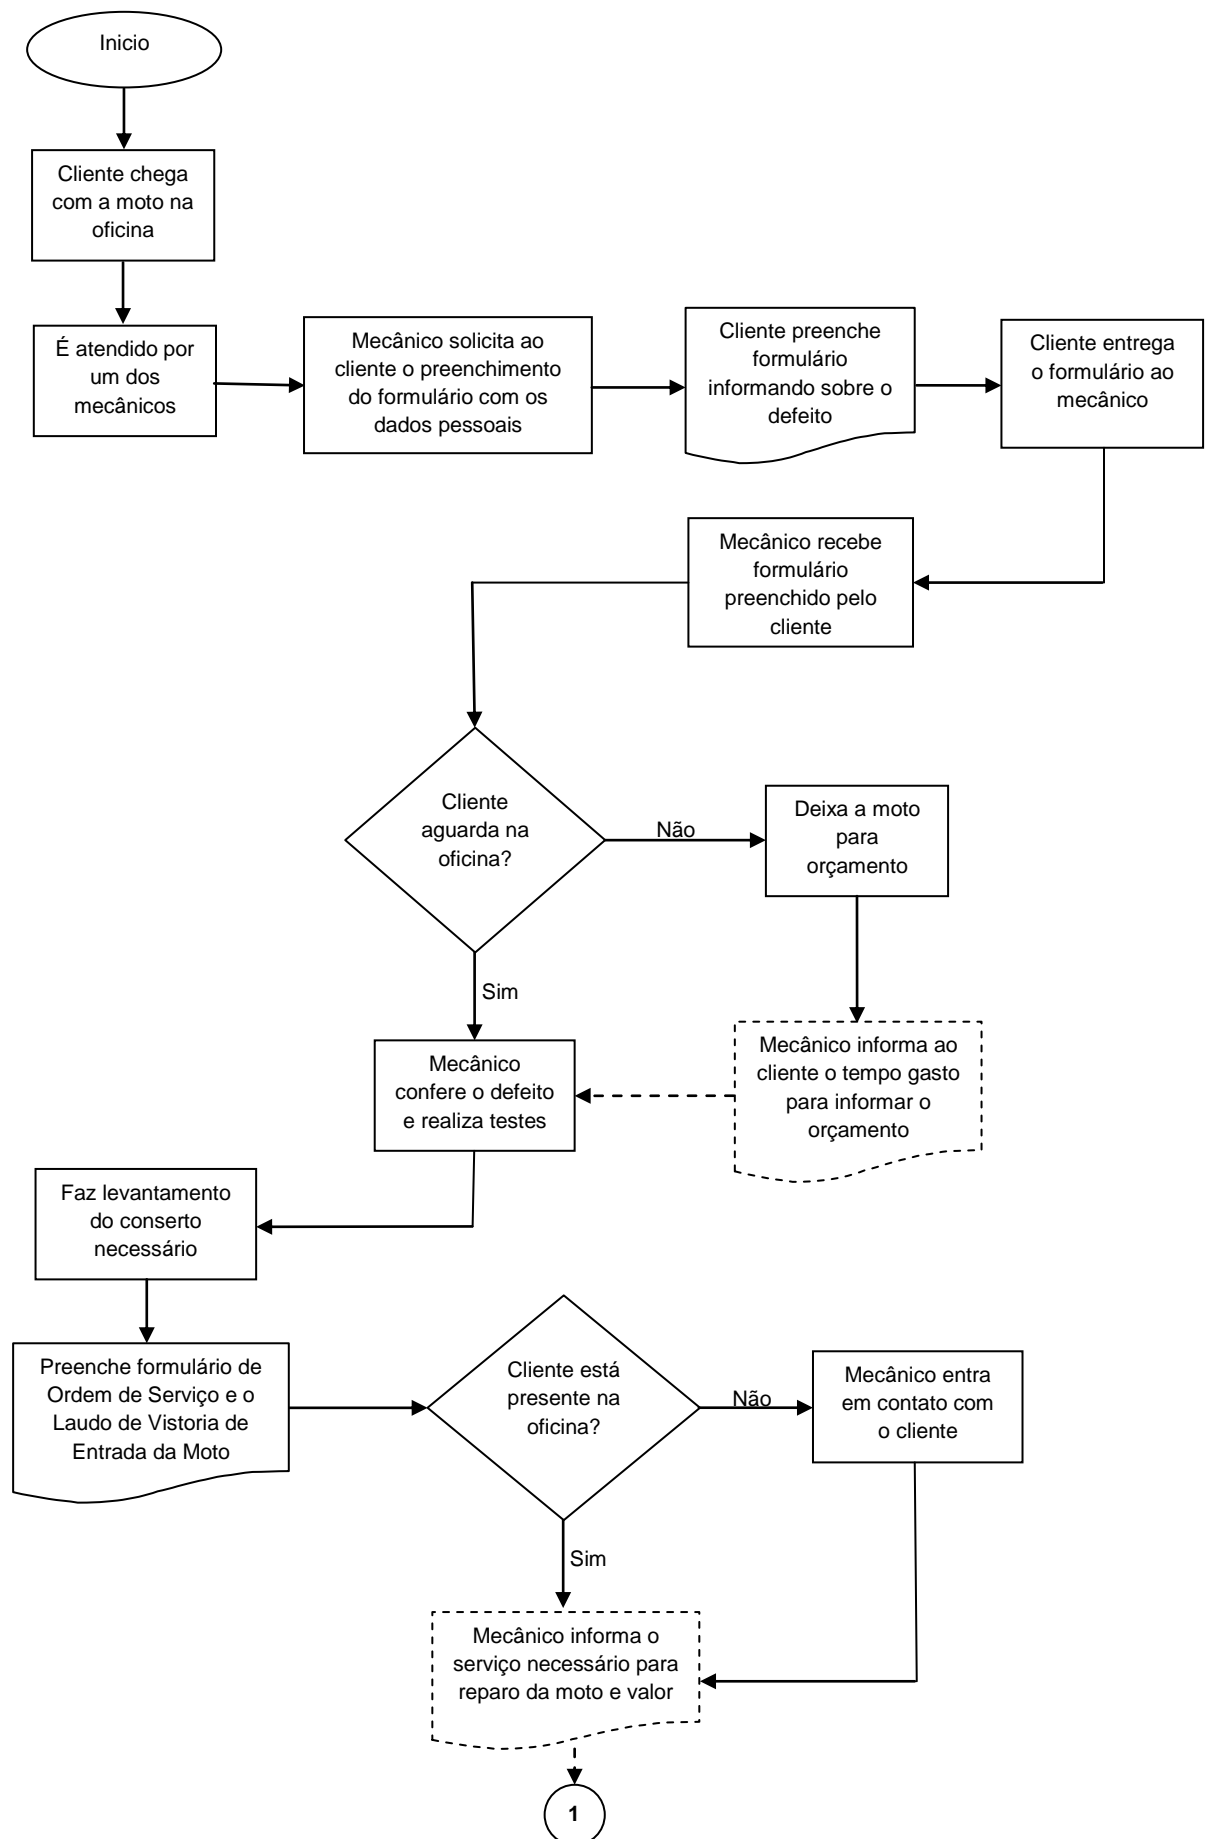 Inicio
Cliente chega
com a moto na
oficina
É atendido por
um dos
mecânicos
Mecânico solicita ao
cliente o preenchimento
do formulário com os
dados pessoais
Cliente preenche
formulário
informando sobre o
defeito
Cliente entrega
o formulário ao
mecânico
Mecânico recebe
formulário
preenchido pelo
cliente
Cliente
aguarda na
oficina?
Não
Deixa a moto
para
orçamento
Sim
Mecânico informa ao
cliente o tempo gasto
para informar o
orçamento
Mecânico
confere o defeito
e realiza testes
Faz levantamento
do conserto
necessário
Preenche formulário de
Ordem de Serviço e o
Laudo de Vistoria de
Entrada da Moto
Cliente está
presente na
oficina?
Não
Mecânico entra
em contato com
o cliente
Sim
Mecânico informa o
serviço necessário para
reparo da moto e valor
1